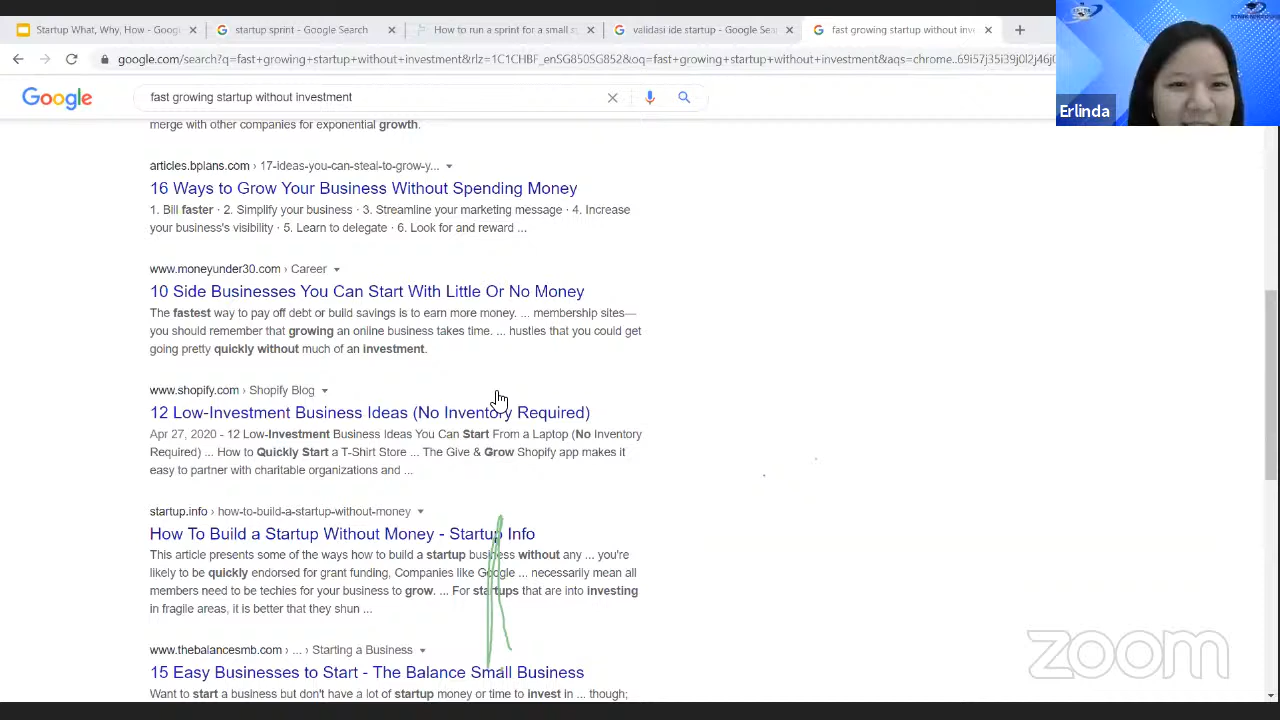 Startup What, Why How - Goog
startup sprint - Google Search
How to run a sprint for a small s
validasi ide startup - Google Sea
fast growing startup without inve
google.com/search?q=fast+growing+startup+without+investment&rlz=1C1CHBF_enSG850SG852&oq=fast+growing+startup+without+investment&aqs=chrome..69i57j35i39j0l2j46j0
Erlinda
Google
fast growing startup without investment
merge with other companies for exponential growth.
articles.bplans.com › 17-ideas-you-can-steal-to-grow-y...
16 Ways to Grow Your Business Without Spending Money
1. Bill faster · 2. Simplify your business · 3. Streamline your marketing message · 4. Increase
your business's visibility · 5. Learn to delegate · 6. Look for and reward ...
www.moneyunder30.com › Career
10 Side Businesses You Can Start With Little Or No Money
The fastest way to pay off debt or build savings is to earn more money. ... membership sites—
you should remember that growing an online business takes time. ... hustles that you could get
going pretty quickly without much of an investment.
www.shopify.com › Shopify Blog
12 Low-Investment Business Ideas (No Inventory Required)
Apr 27, 2020 - 12 Low-Investment Business Ideas You Can Start From a Laptop (No Inventory
Required) ... How to Quickly Start a T-Shirt Store ... The Give & Grow Shopify app makes it
easy to partner with charitable organizations and ...
startup.info › how-to-build-a-startup-without-money
How To Build a Startup Without Money - Startup Info
This article presents some of the ways how to build a startup business without any ... you're
likely to be quickly endorsed for grant funding, Companies like Google ... necessarily mean all
members need to be techies for your business to grow. ... For startups that are into investing
in fragile areas, it is better that they shun ...
www.thebalancesmb.com › ... › Starting a Business
15 Easy Businesses to Start - The Balance Small Business
Want to start a business but don't have a lot of startup money or time to invest in ... though;
zoom